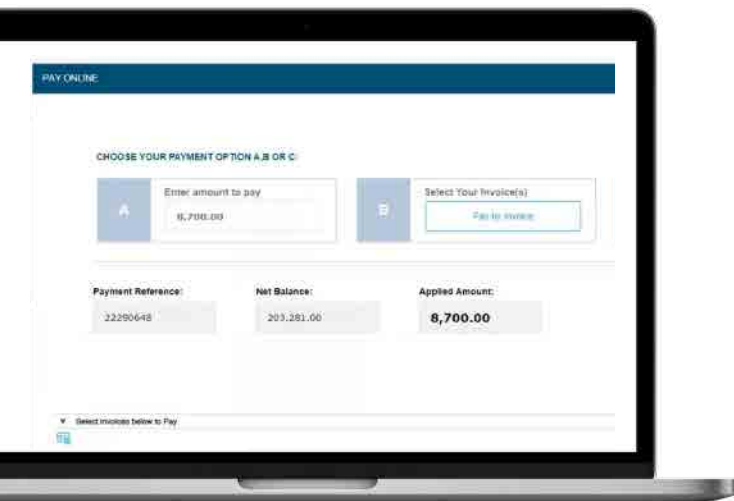 PAY ONLINE
CHOOSE YOUR PAYMENT OPTION A,B OR C:
A
Enter amount to pay
8,700.00
B
Select Your Invoice(s)
Pay by Invoice
Payment Reference:
Net Balance:
Applied Amount:
22290648
203,281.00
8,700.00
Select invoices below to Pay